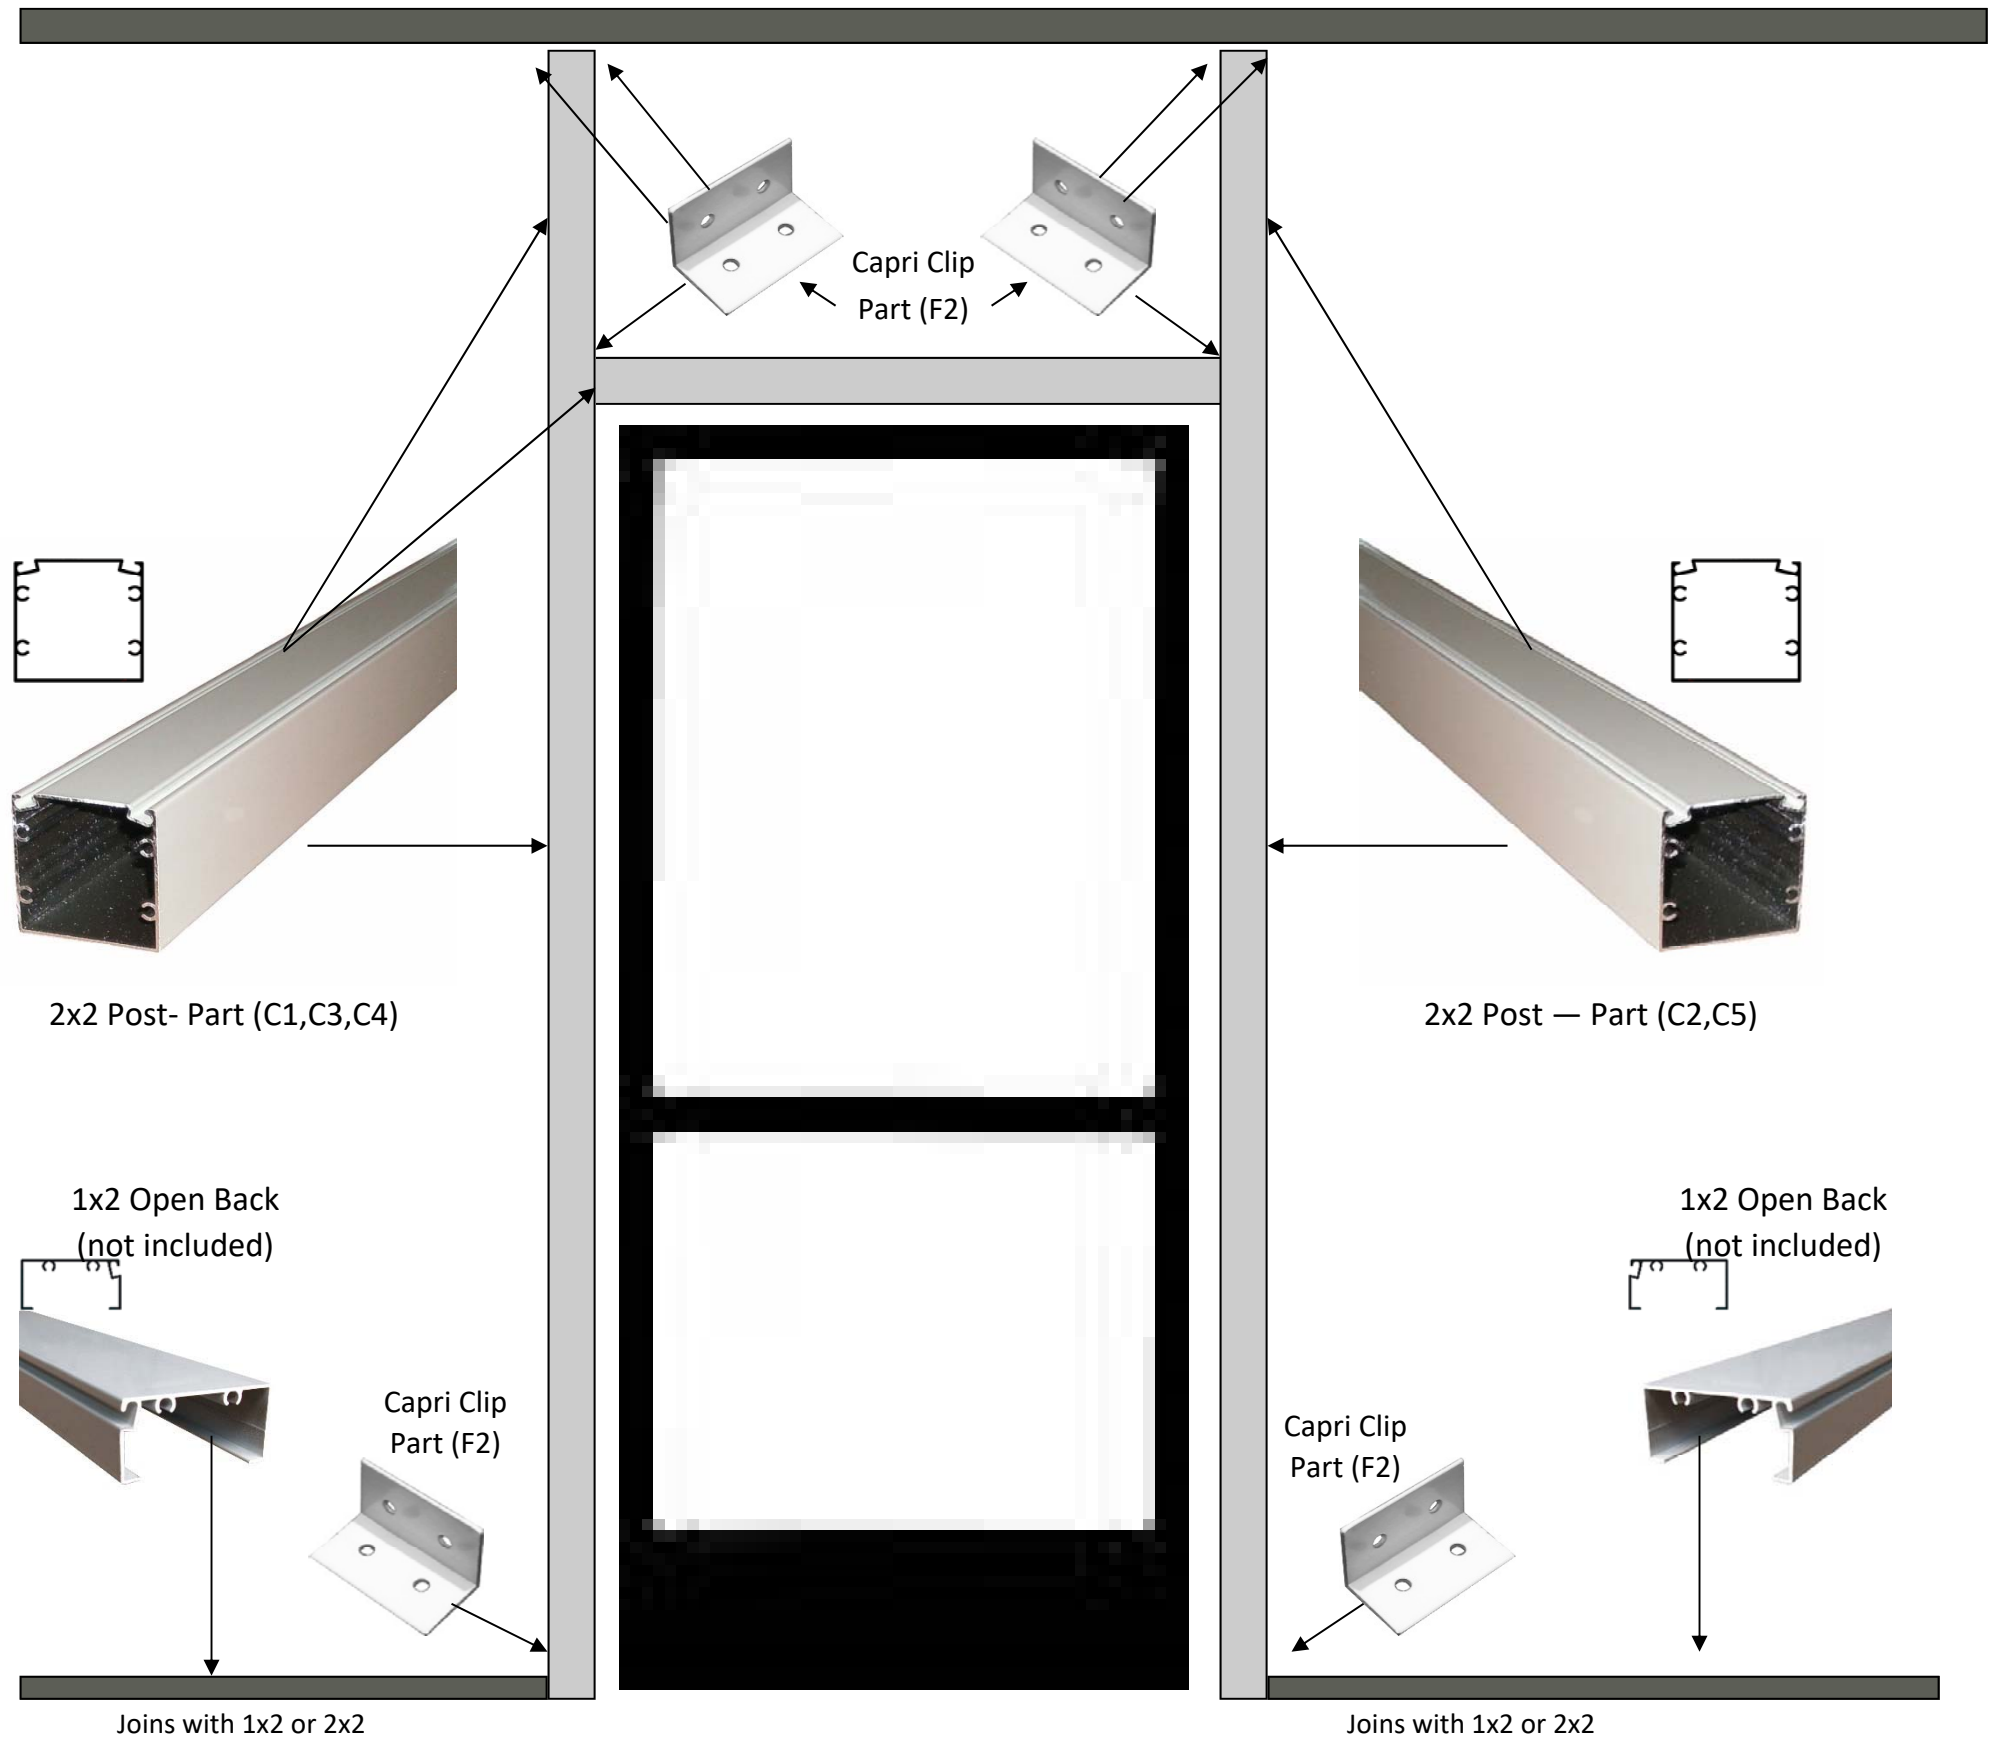 Capri Clip
Part (F2)
2x2 Post- Part (C1,C3,C4)
2x2 Post — Part (C2,C5)
1x2 Open Back
(not included)
1x2 Open Back
(not included)
Capri Clip
Part (F2)
Capri Clip
Part (F2)
Joins with 1x2 or 2x2
Joins with 1x2 or 2x2